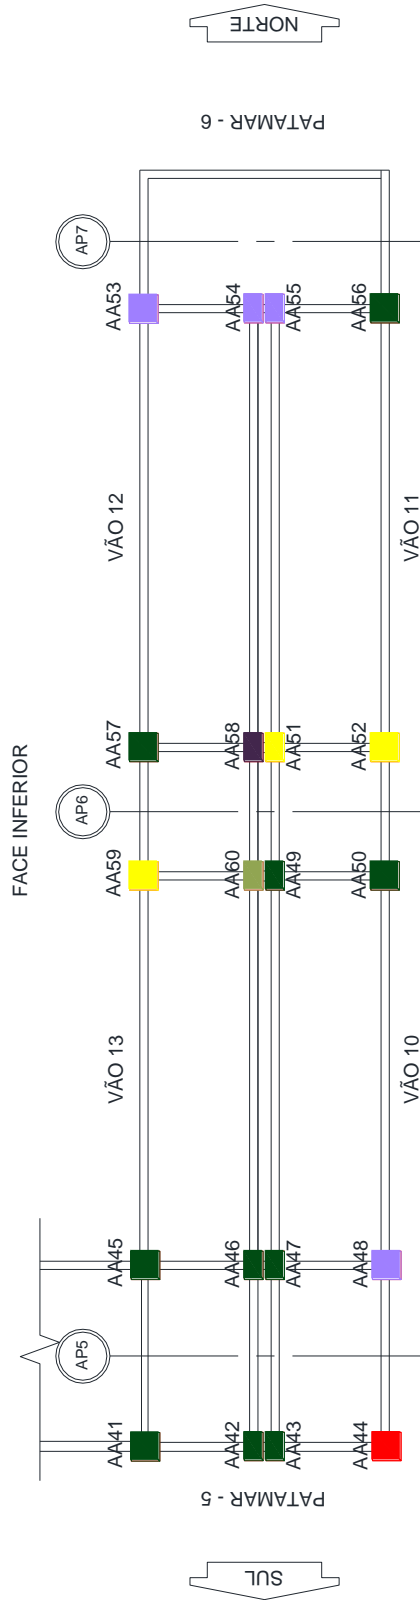 NORTE
PATAMAR - 6
AP7
AA53
AA54
AA55
AA56
VÃO 12
VÃO 11
FACE INFERIOR
AA57
AA58
AA51
AA52
AP6
AA59
AA60
AA49
AA50
VÃO 13
VÃO 10
AA45
AA46
AA47
AA48
AP5
AA41
AA42
AA43
AA44
PATAMAR - 5
SUL